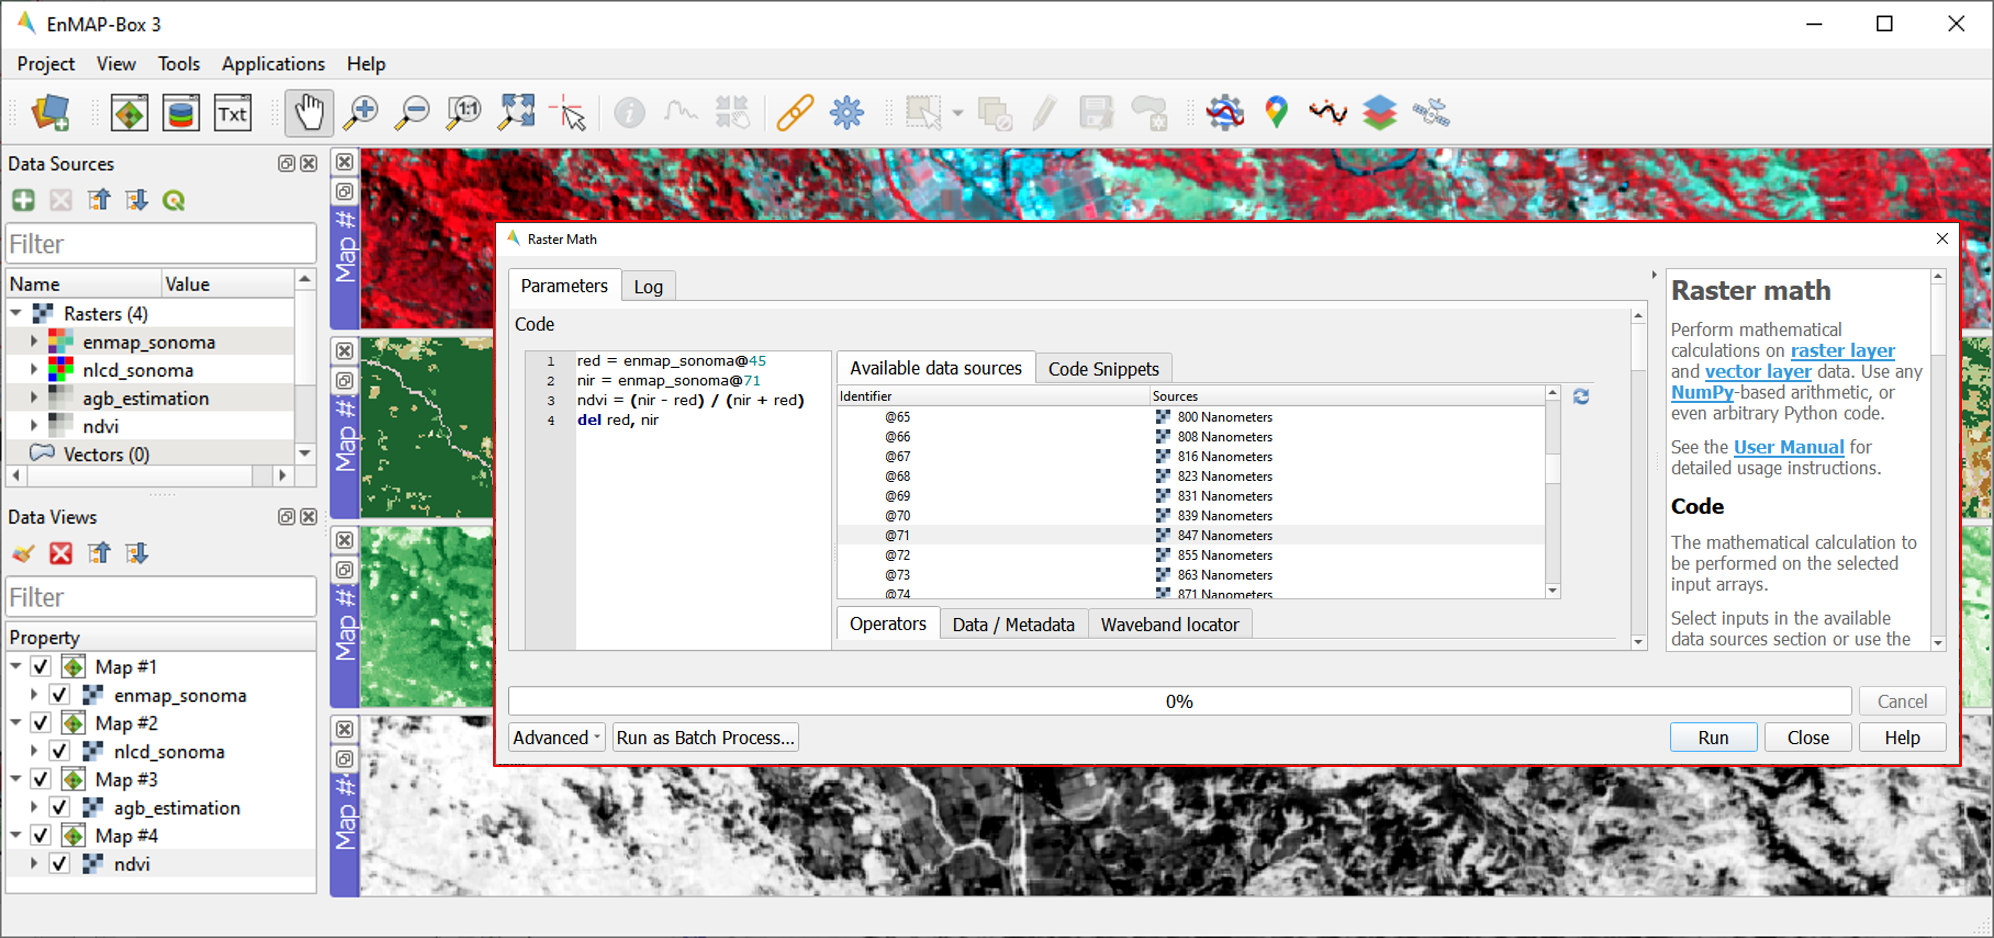 EnMAP-Box 3
Project View Tools Applications Help
Txt
1:1
Data Sources
Filter
Name Value
Rasters (4)
enmap_sonoma
nlcd_sonoma
agb_estimation
ndvi
Vectors (0)
Data Views
Filter
Property
Map #1
enmap_sonoma
Map #2
nlcd_sonoma
Map #3
agb_estimation
Map #4
ndvi
Map #
Map #
Map #
Map #
Raster Math
Parameters Log
Code
1 red = enmap_sonoma@45
2 nir = enmap_sonoma@71
3 ndvi = (nir - red) / (nir + red)
4 del red, nir
Available data sources Code Snippets
Identifier Sources
@65 800 Nanometers
@66 808 Nanometers
@67 816 Nanometers
@68 823 Nanometers
@69 831 Nanometers
@70 839 Nanometers
@71 847 Nanometers
@72 855 Nanometers
@73 863 Nanometers
@74 871 Nanometers
Operators Data / Metadata Waveband locator
Raster math
Perform mathematical
calculations on raster layer
and vector layer data. Use any
NumPy-based arithmetic, or
even arbitrary Python code.
See the User Manual for
detailed usage instructions.
Code
The mathematical calculation to
be performed on the selected
input arrays.
Select inputs in the available
data sources section or use the
0% Cancel
Advanced Run as Batch Process... Run Close Help